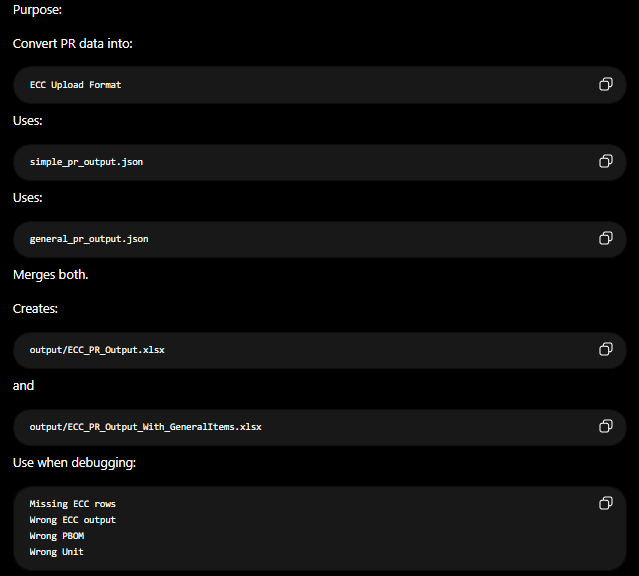 Purpose:
Convert PR data into:
ECC Upload Format
Uses:
simple_pr_output.json
Uses:
general_pr_output.json
Merges both.
Creates:
output/ECC_PR_Output.xlsx
and
output/ECC_PR_Output_With_GeneralItems.xlsx
Use when debugging:
Missing ECC rows
Wrong ECC output
Wrong PBOM
Wrong Unit